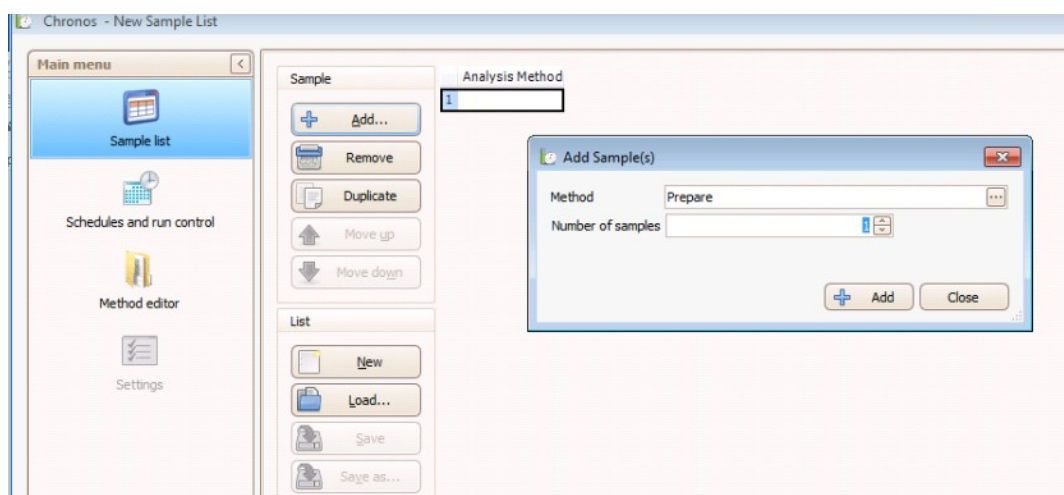 Chronos - New Sample List
Main menu
Sample list
Schedules and run control
Method editor
Settings
Sample
Add...
Remove
Duplicate
Move up
Move down
List
New
Load...
Save
Save as...
Analysis Method
1
Add Sample(s)
Method Prepare ...
Number of samples 1
Add Close